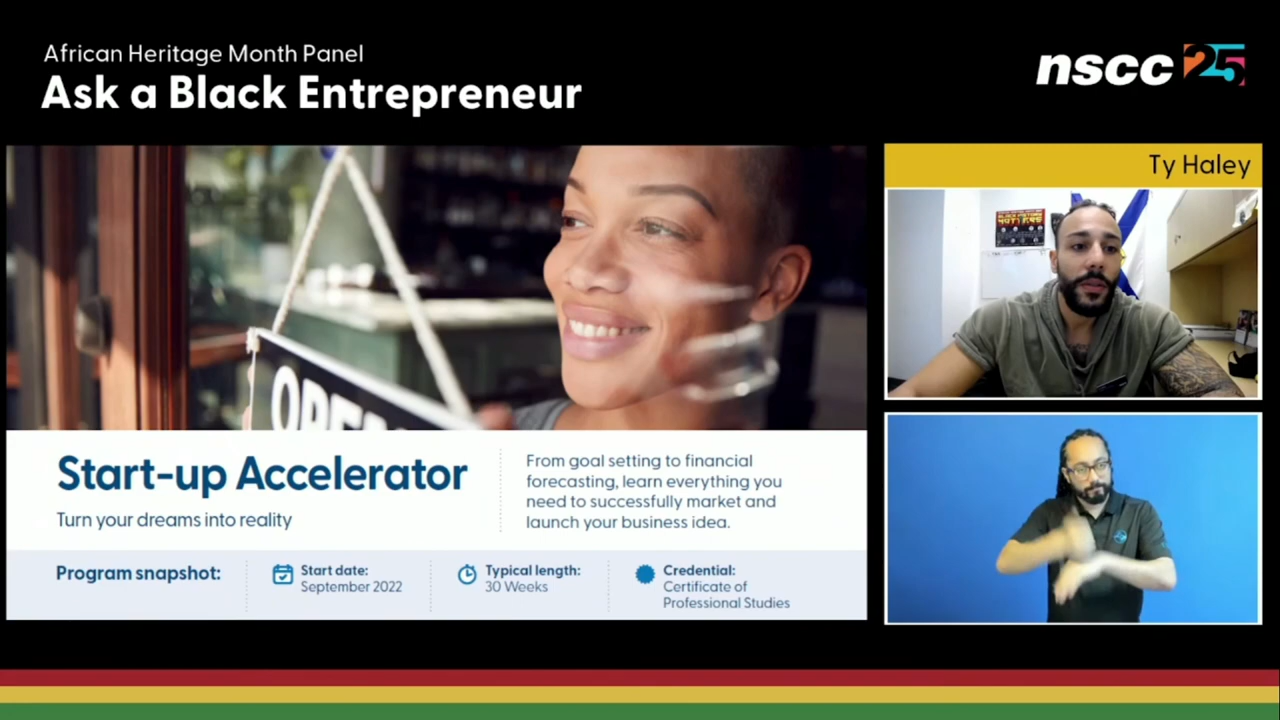 African Heritage Month Panel
Ask a Black Entrepreneur
nscc 25
Ty Haley
OPEN
Start-up Accelerator
Turn your dreams into reality
From goal setting to financial
forecasting, learn everything you
need to successfully market and
launch your business idea.
Program snapshot:
Start date:
September 2022
Typical length:
30 Weeks
Credential:
Certificate of
Professional Studies